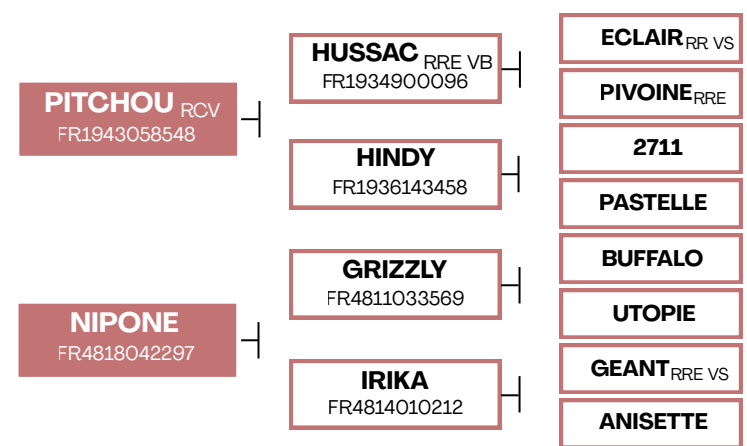 PITCHOU RCV
FR1943058548
HUSSAC RRE VB
FR1934900096
ECLAIR RR VS
PIVOINE RRE
HINDY
FR1936143458
2711
PASTELLE
NIPONE
FR4818042297
GRIZZLY
FR4811033569
BUFFALO
UTOPIE
IRIKA
FR4814010212
GEANT RRE VS
ANISETTE